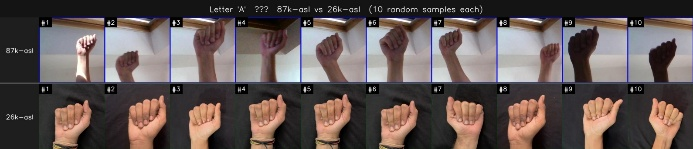 Letter 'A' ??? 87k-asl vs 26k-asl (10 random samples each)
87k-asl
#1 #2 #3 #4 #5 #6 #7 #8 #9 #10
26k-asl
#1 #2 #3 #4 #5 #6 #7 #8 #9 #10